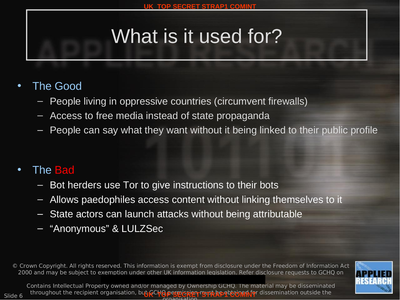 UK TOP SECRET STRAP1 COMINT
What is it used for?
• The Good
– People living in oppressive countries (circumvent firewalls)
– Access to free media instead of state propaganda
– People can say what they want without it being linked to their public profile
• The Bad
– Bot herders use Tor to give instructions to their bots
– Allows paedophiles access content without linking themselves to it
– State actors can launch attacks without being attributable
– “Anonymous” & LULZSec
© Crown Copyright. All rights reserved. This information is exempt from disclosure under the Freedom of Information Act
2000 and may be subject to exemption under other UK information legislation. Refer disclosure requests to GCHQ on
Contains Intellectual Property owned and/or managed by Ownership GCHQ. The material may be disseminated
throughout the recipient organisation, but GCHQ permission must be obtained for dissemination outside the
UK TOP SECRET STRAP1 COMINT
Slide 6
APPLIED
RESEARCH